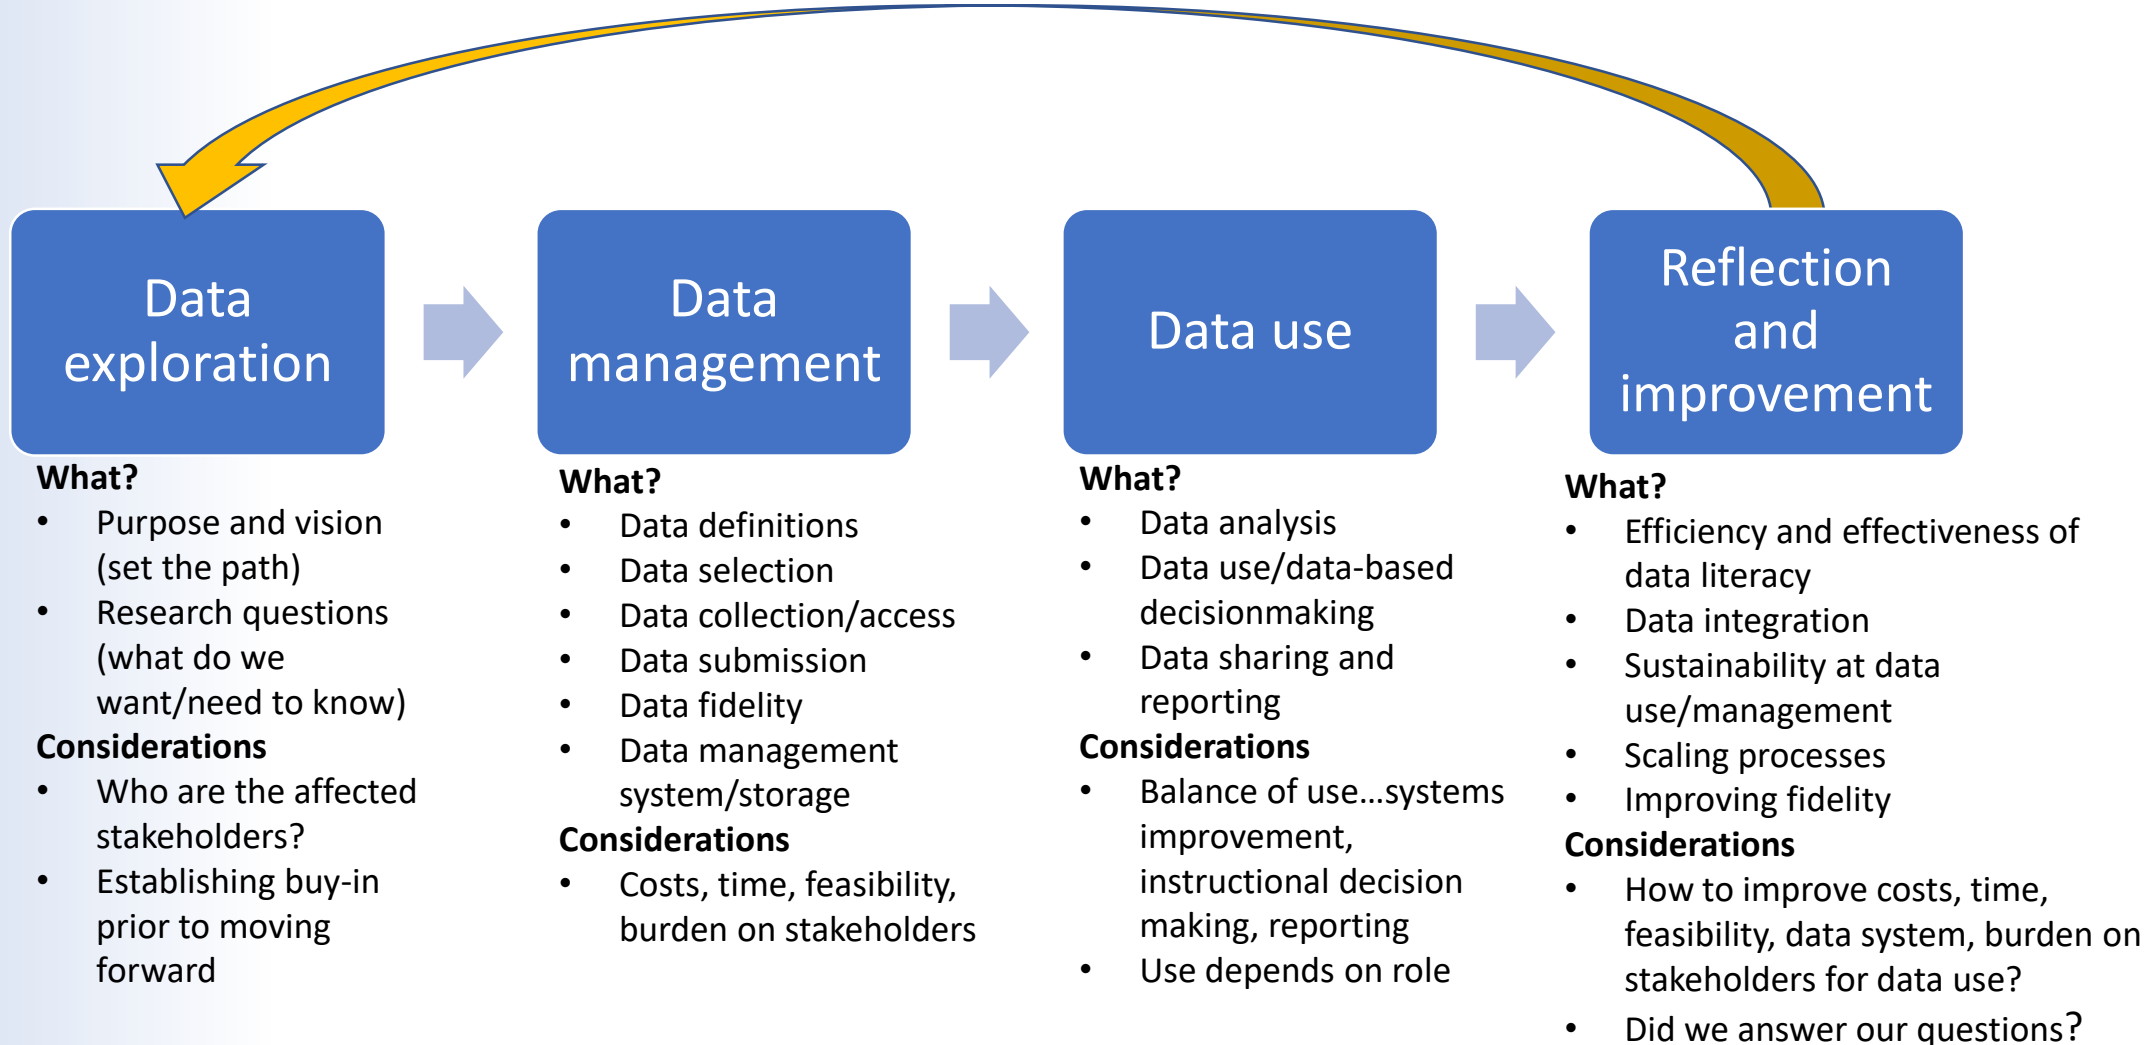 Data
exploration
Data
management
Data use
Reflection
and
improvement
What?
• Purpose and vision
(set the path)
• Research questions
(what do we
want/need to know)
Considerations
• Who are the affected
stakeholders?
• Establishing buy-in
prior to moving
forward
What?
• Data definitions
• Data selection
• Data collection/access
• Data submission
• Data fidelity
• Data management
system/storage
Considerations
• Costs, time, feasibility,
burden on stakeholders
What?
• Data analysis
• Data use/data-based
decisionmaking
• Data sharing and
reporting
Considerations
• Balance of use…systems
improvement,
instructional decision
making, reporting
• Use depends on role
What?
• Efficiency and effectiveness of
data literacy
• Data integration
• Sustainability at data
use/management
• Scaling processes
• Improving fidelity
Considerations
• How to improve costs, time,
feasibility, data system, burden on
stakeholders for data use?
• Did we answer our questions?